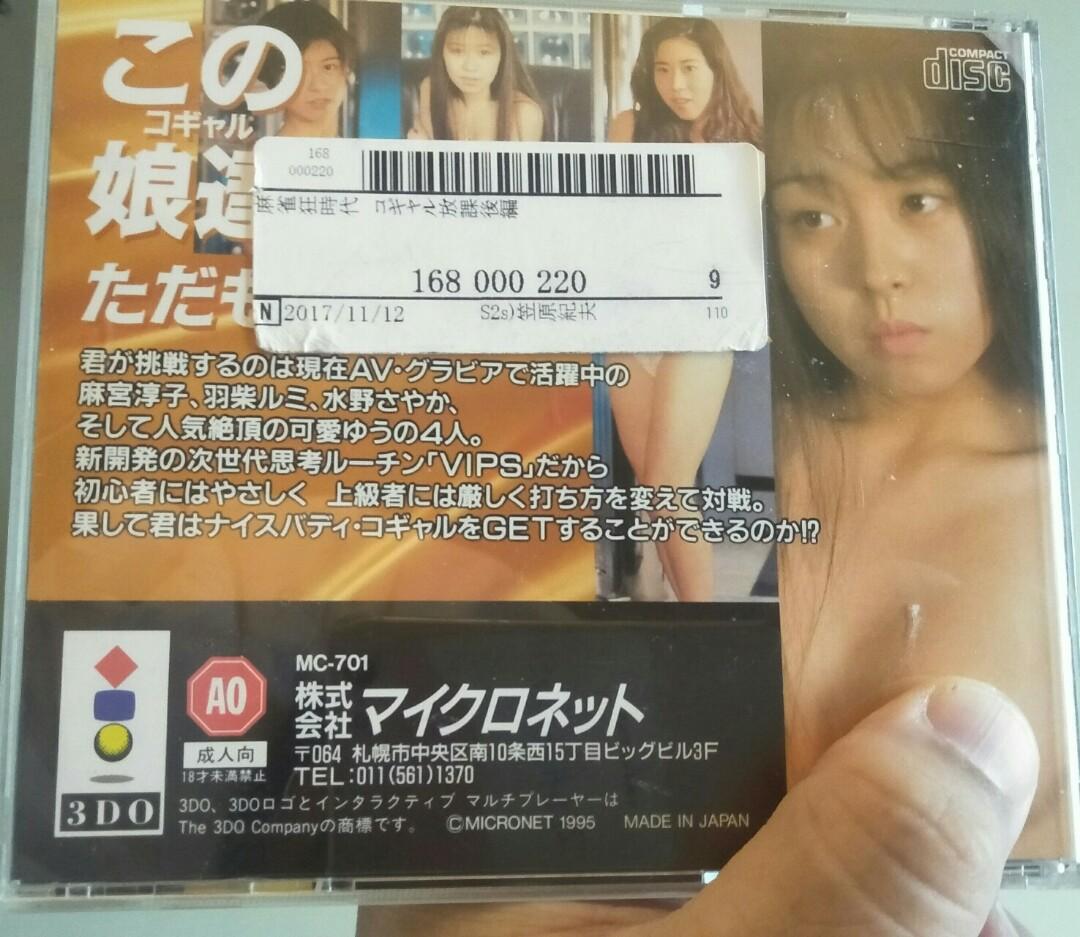 COMPACT
disc
この
コギャル
娘達
ただも
168
000220
麻雀狂時代 コギャル放課後編
168 000 220
9
N 2017/11/12 S2s)笠原紀夫 110
君が挑戦するのは現在AV・グラビアで活躍中の
麻宮淳子、羽柴ルミ、水野さやか、
そして人気絶頂の可愛ゆうの4人。
新開発の次世代思考ルーチン「VIPS」だから
初心者にはやさしく 上級者には厳しく打ち方を変えて対戦。
果して君はナイスバディ・コギャルをGETすることができるのか!?
3DO
AO
成人向
18才未満禁止
MC-701
株式会社 マイクロネット
〒064 札幌市中央区南10条西15丁目ビッグビル3F
TEL:011(561)1370
3DO、3DOロゴとインタラクティブ マルチプレーヤーは
The 3DO Companyの商標です。 ©MICRONET 1995 MADE IN JAPAN